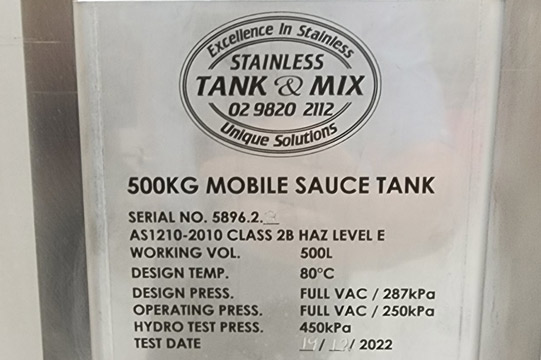 Excellence In Stainless
STAINLESS
TANK & MIX
02 9820 2112
Unique Solutions
500KG MOBILE SAUCE TANK
SERIAL NO. 5896.2.
AS1210-2010 CLASS 2B HAZ LEVEL E
WORKING VOL. 500L
DESIGN TEMP. 80°C
DESIGN PRESS. FULL VAC / 287kPa
OPERATING PRESS. FULL VAC / 250kPa
HYDRO TEST PRESS. 450kPa
TEST DATE / / 2022